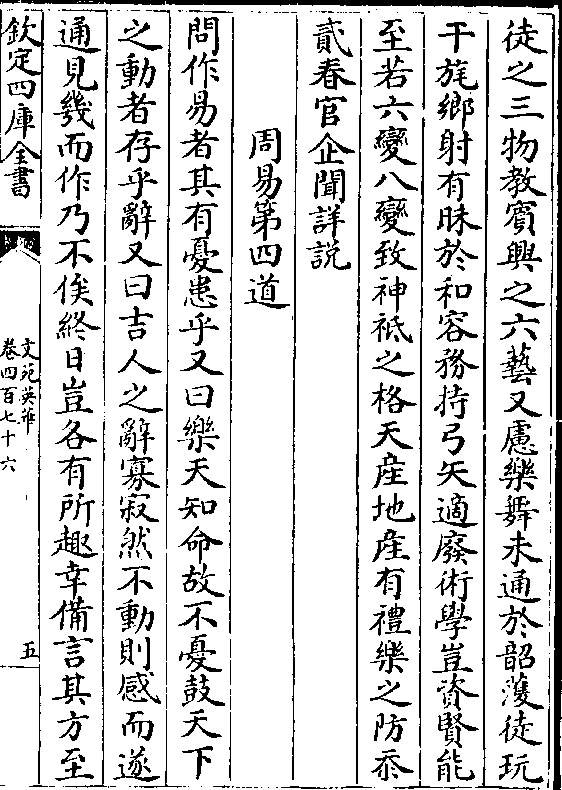 徒之三物教賔興之六藝又慮樂舞未通於韶濩徒玩
干旄鄉射有昧於和容務持弓矢適廢術學豈資賢能
至若六變八變致神祗之格天産地産有禮樂之防忝
貳春官企聞詳説
周易第四道
問作易者其有憂患乎又曰樂天知命故不憂鼓天下
之動者存乎辭又曰吉人之辭寡寂然不動則感而遂
通見幾而作乃不俟終日豈各有所趣幸備言其方至
欽定四庫全書
文苑英華
卷四百七十六
五